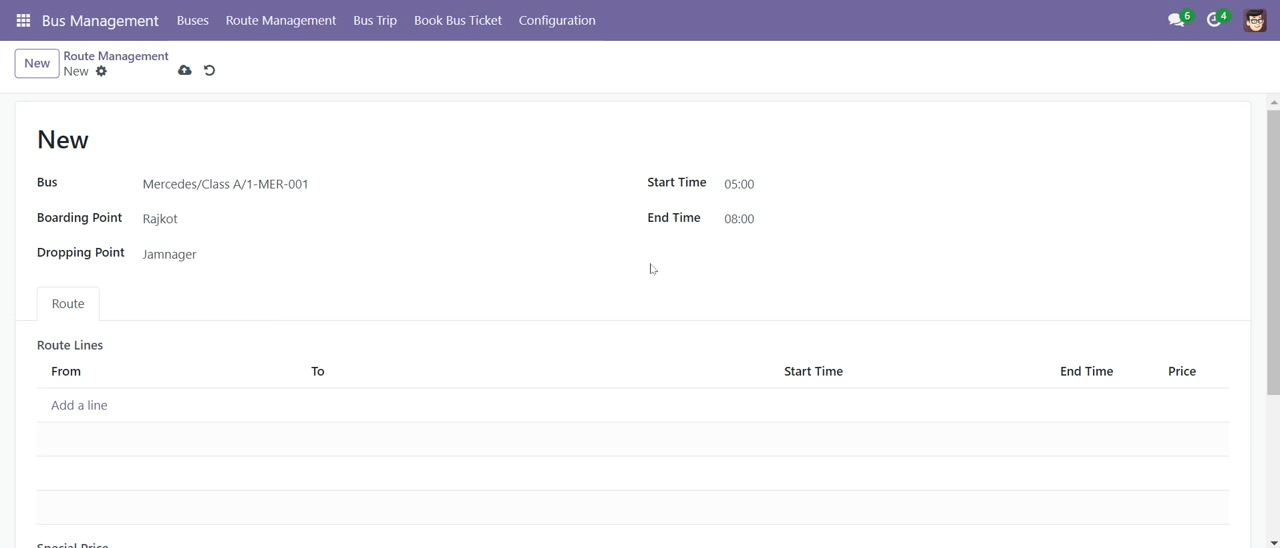 Bus Management Buses Route Management Bus Trip Book Bus Ticket Configuration 6 4
New Route Management
New
New
Bus Mercedes/Class A/1-MER-001 Start Time 05:00
Boarding Point Rajkot End Time 08:00
Dropping Point Jamnager
Route
Route Lines
From To Start Time End Time Price
Add a line
Special Price